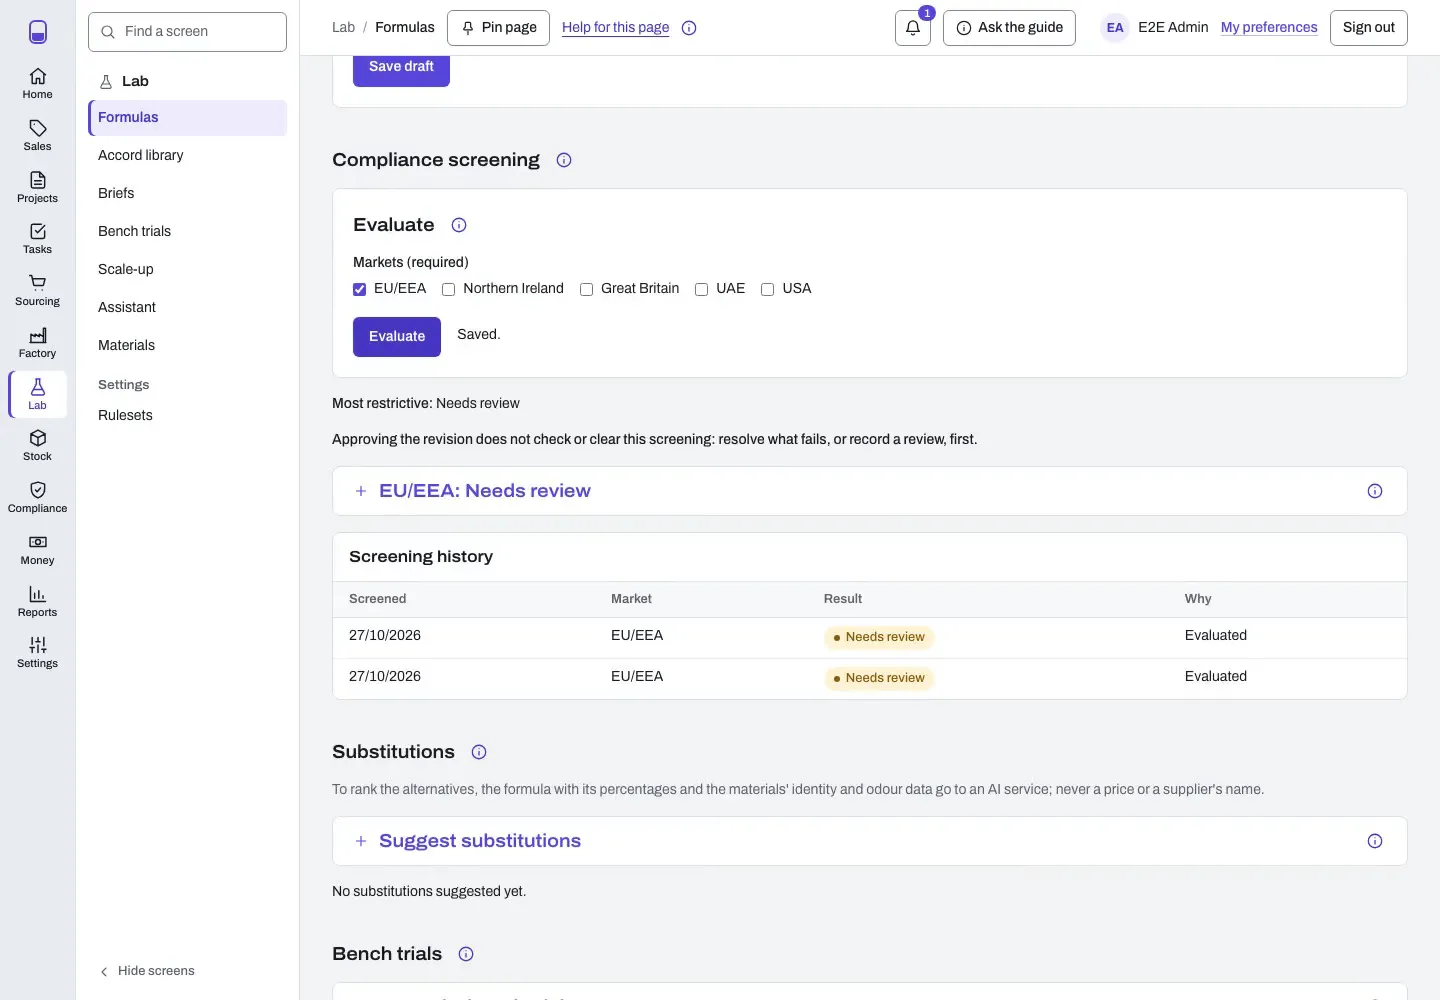 Find a screen
Lab / Formulas
Pin page
Help for this page
1
Ask the guide
EA
E2E Admin
My preferences
Sign out
Home
Sales
Projects
Tasks
Sourcing
Factory
Lab
Stock
Compliance
Money
Reports
Settings
Lab
Formulas
Accord library
Briefs
Bench trials
Scale-up
Assistant
Materials
Settings
Rulesets
Hide screens
Save draft
Compliance screening
Evaluate
Markets (required)
EU/EEA Northern Ireland Great Britain UAE USA
Evaluate Saved.
Most restrictive: Needs review
Approving the revision does not check or clear this screening: resolve what fails, or record a review, first.
+ EU/EEA: Needs review
Screening history
Screened Market Result Why
27/10/2026 EU/EEA Needs review Evaluated
27/10/2026 EU/EEA Needs review Evaluated
Substitutions
To rank the alternatives, the formula with its percentages and the materials' identity and odour data go to an AI service; never a price or a supplier's name.
+ Suggest substitutions
No substitutions suggested yet.
Bench trials